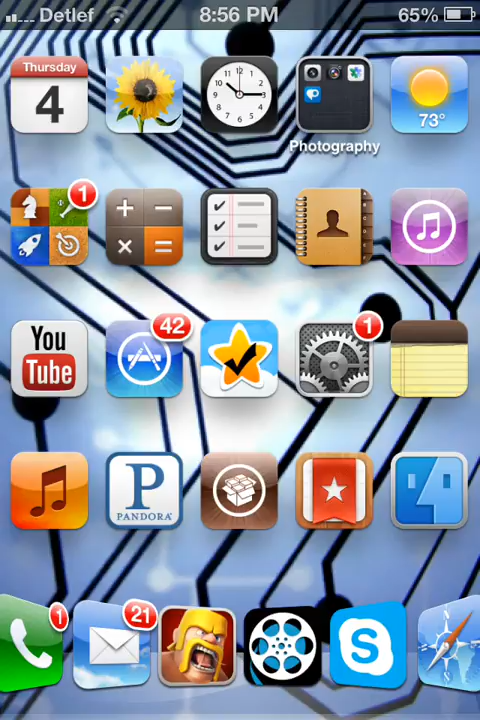 Detlef 8:56 PM 65%
Thursday
4
73°
Photography
1
You
Tube
42
1
P
PANDORA
1
21
S